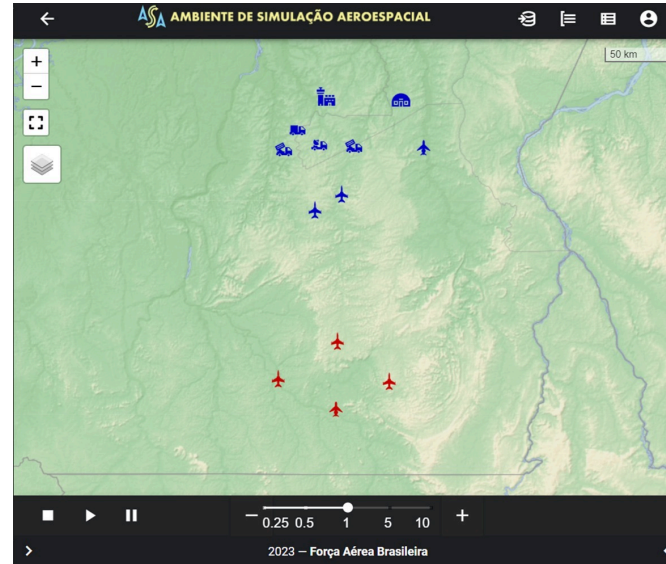 ASA AMBIENTE DE SIMULAÇÃO AEROESPACIAL
+
−
50 km
− 0.25 0.5 1 5 10 +
2023 — Força Aérea Brasileira